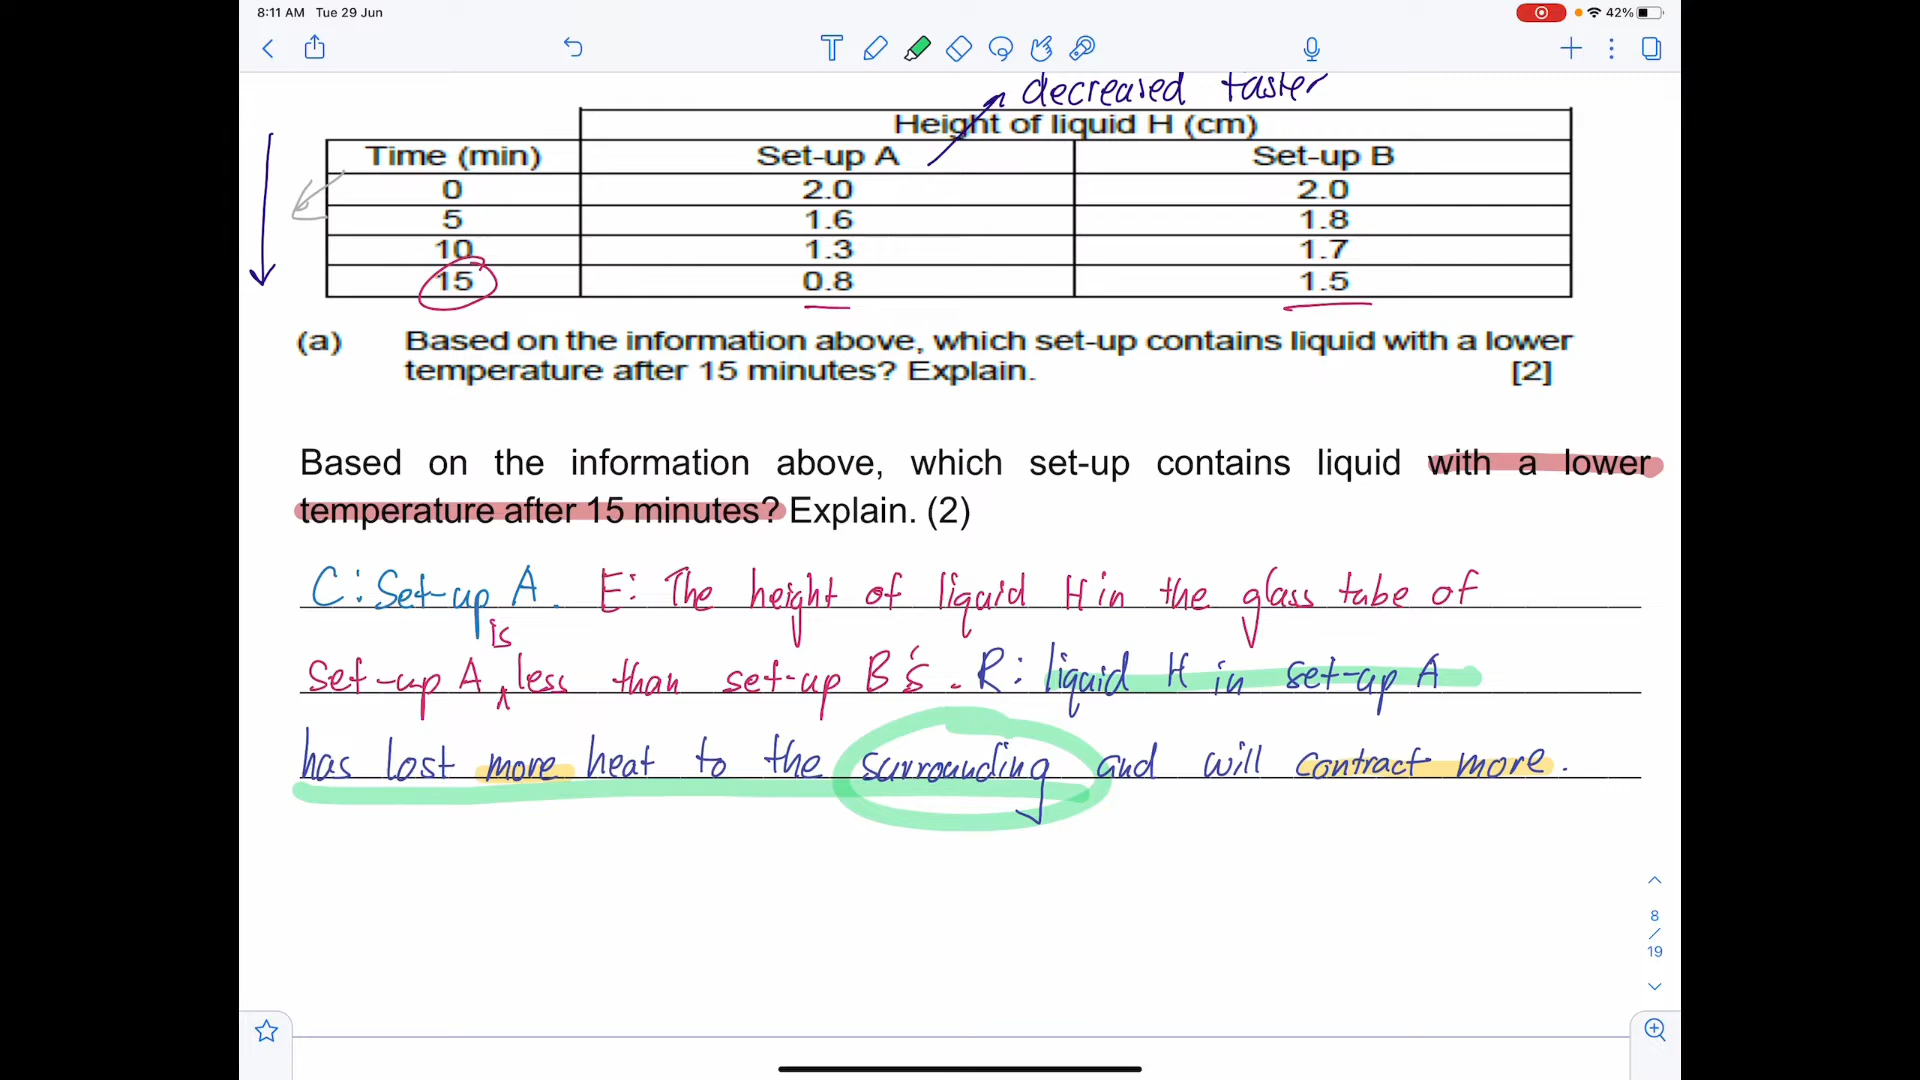 8:11 AM Tue 29 Jun
42%
decreased faster
Height of liquid H (cm)
Time (min) Set-up A Set-up B
0 2.0 2.0
5 1.6 1.8
10 1.3 1.7
15 0.8 1.5
(a) Based on the information above, which set-up contains liquid with a lower
temperature after 15 minutes? Explain. [2]
Based on the information above, which set-up contains liquid with a lower
temperature after 15 minutes? Explain. (2)
C: Set-up A. E: The height of liquid H in the glass tube of
is
set-up A less than set-up B's. R: liquid H in set-up A
has lost more heat to the surrounding and will contract more.
8
/
19